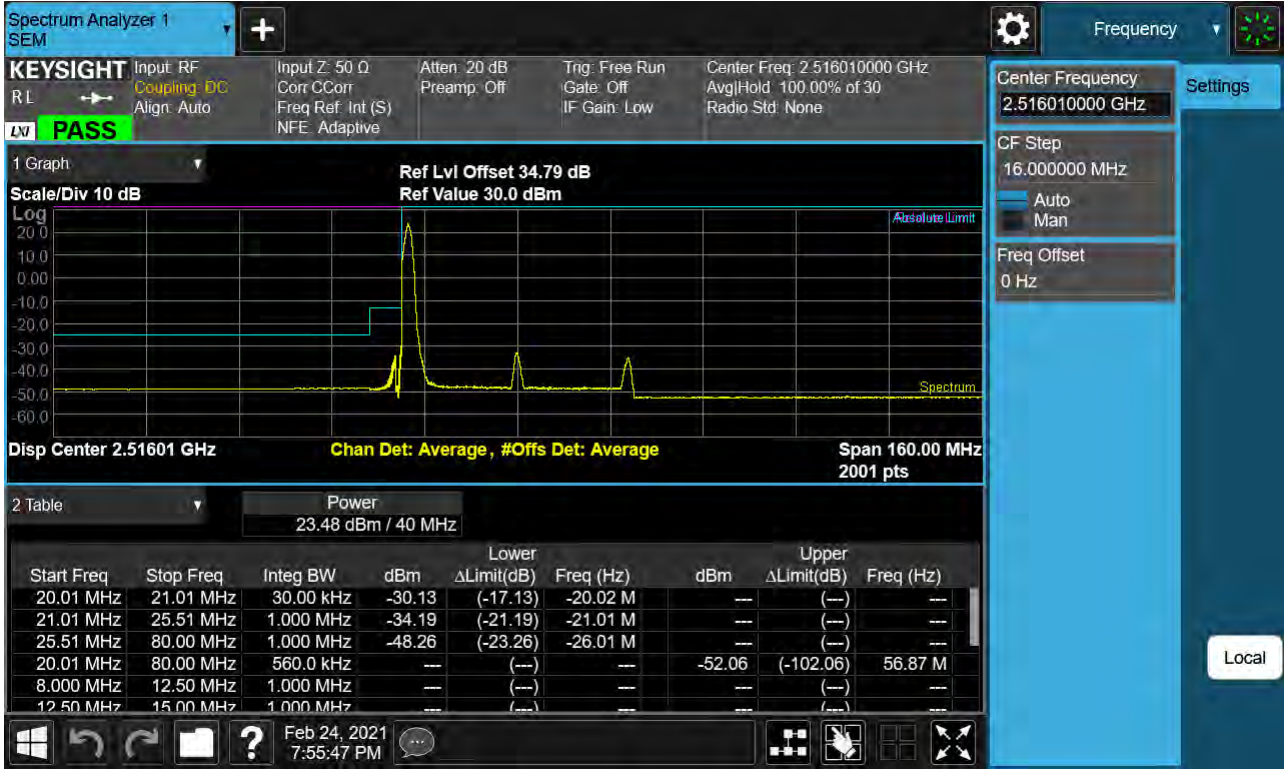 Spectrum Analyzer 1
SEM
Frequency
KEYSIGHT
RL
LXI
PASS
Input: RF
Coupling: DC
Align: Auto
Input Z: 50 Ω
Corr CCorr
Freq Ref: Int (S)
NFE: Adaptive
Atten: 20 dB
Preamp: Off
Trig: Free Run
Gate: Off
IF Gain: Low
Center Freq: 2.516010000 GHz
Avg|Hold: 100.00% of 30
Radio Std: None
Center Frequency
2.516010000 GHz
Settings
CF Step
16.000000 MHz
Auto
Man
Freq Offset
0 Hz
Local
1 Graph
Scale/Div 10 dB
Ref Lvl Offset 34.79 dB
Ref Value 30.0 dBm
Log
20.0
10.0
0.00
-10.0
-20.0
-30.0
-40.0
-50.0
-60.0
Absolute Limit
Spectrum
Disp Center 2.51601 GHz
Chan Det: Average, #Offs Det: Average
Span 160.00 MHz
2001 pts
2 Table
Power
23.48 dBm / 40 MHz
Lower Upper
Start Freq Stop Freq Integ BW dBm ΔLimit(dB) Freq (Hz) dBm ΔLimit(dB) Freq (Hz)
20.01 MHz 21.01 MHz 30.00 kHz -30.13 (-17.13) -20.02 M --- (---) ---
21.01 MHz 25.51 MHz 1.000 MHz -34.19 (-21.19) -21.01 M --- (---) ---
25.51 MHz 80.00 MHz 1.000 MHz -48.26 (-23.26) -26.01 M --- (---) ---
20.01 MHz 80.00 MHz 560.0 kHz --- (---) --- -52.06 (-102.06) 56.87 M
8.000 MHz 12.50 MHz 1.000 MHz --- (---) --- --- (---) ---
12.50 MHz 15.00 MHz 1.000 MHz --- (---) --- --- (---) ---
?
Feb 24, 2021
7:55:47 PM